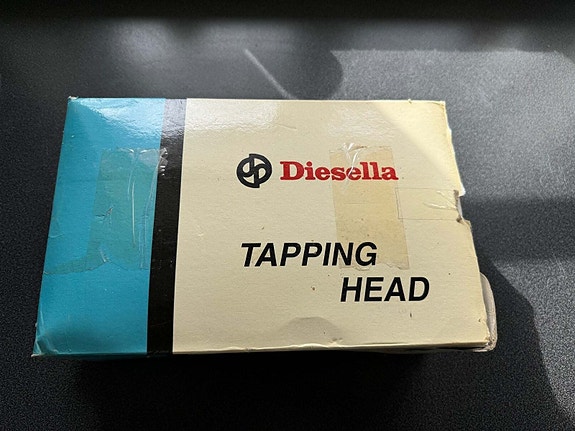 Diesella
TAPPING
HEAD